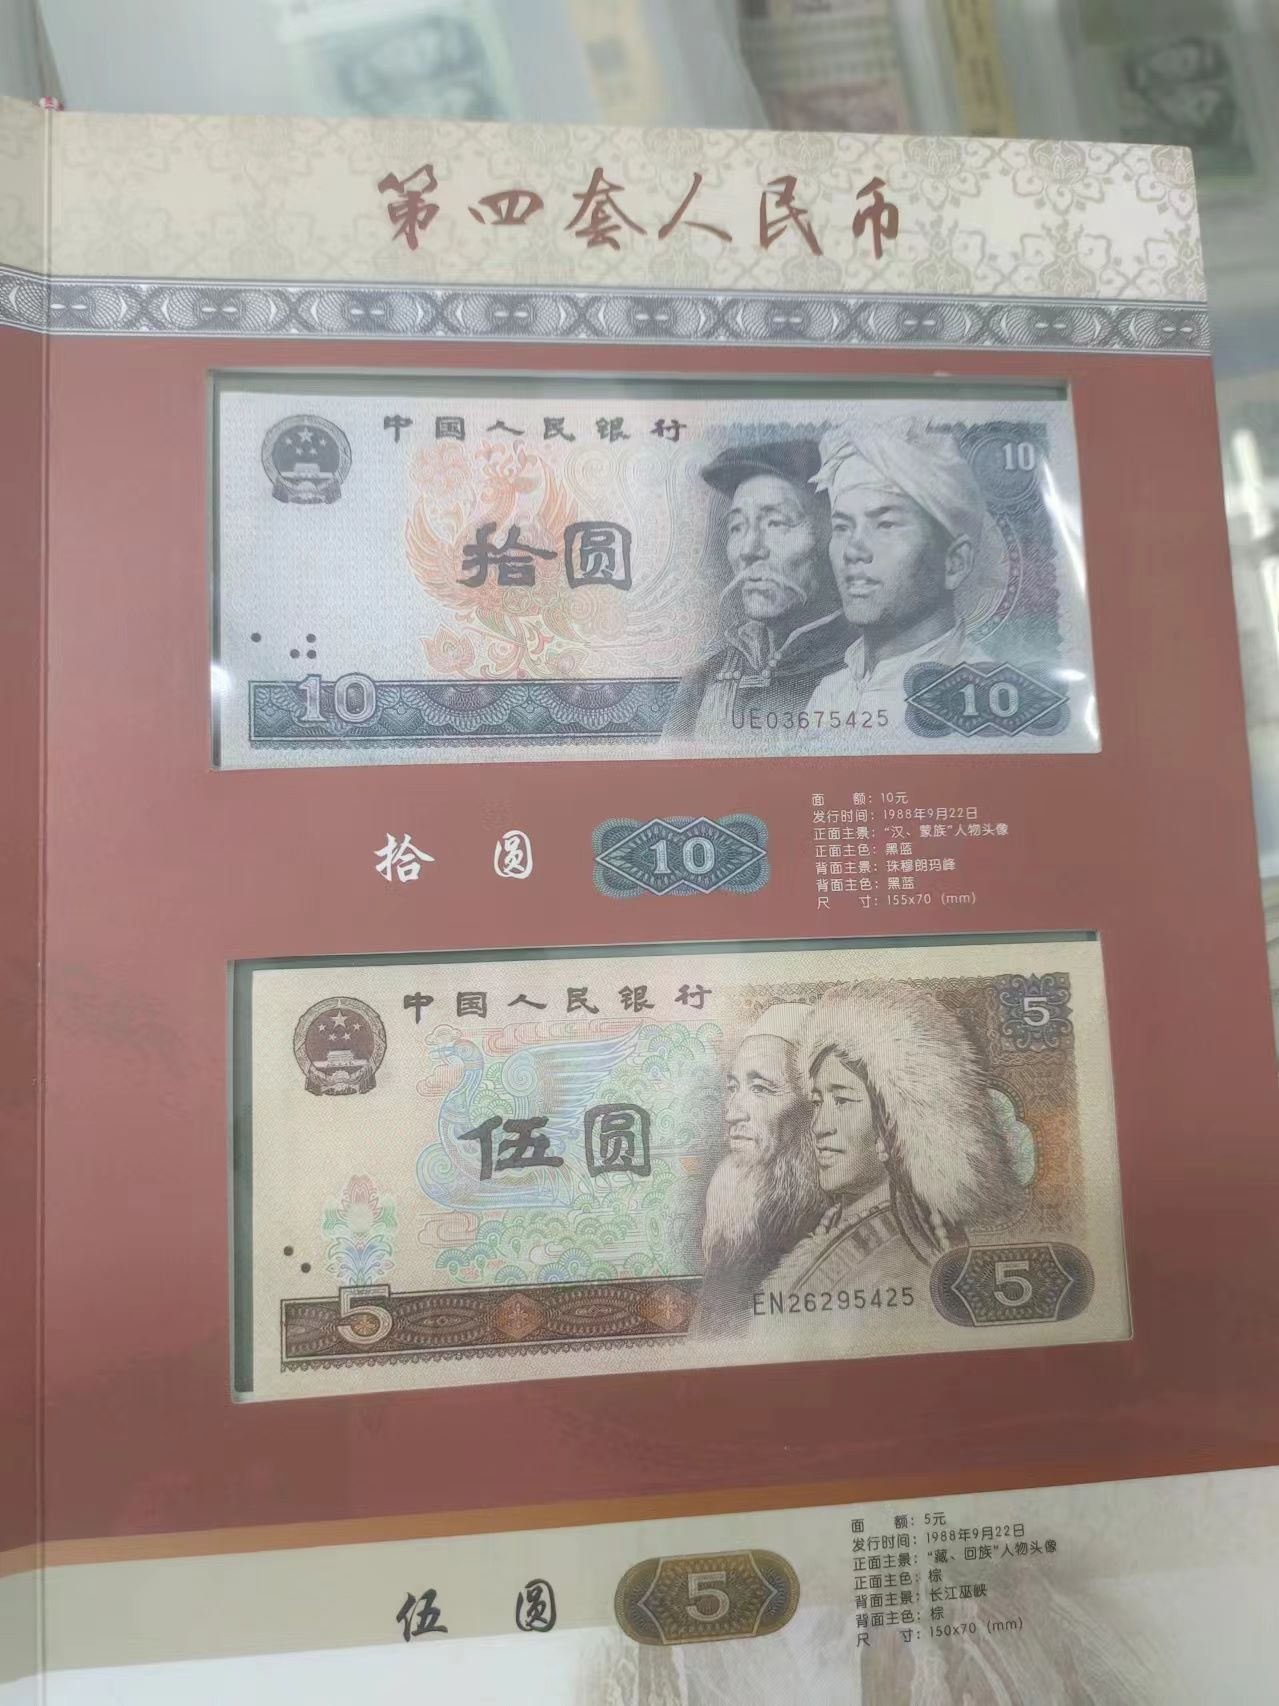 第四套人民币
中国人民银行
10
拾圆
10
UE03675425
10
拾圆
10
面 额：10元
发行时间：1988年9月22日
正面主景：“汉、蒙族”人物头像
正面主色：黑蓝
背面主景：珠穆朗玛峰
背面主色：黑蓝
尺 寸：155x70（mm）
中国人民银行
5
伍圆
5
EN26295425
5
伍圆
5
面 额：5元
发行时间：1988年9月22日
正面主景：“藏、回族”人物头像
正面主色：棕
背面主景：长江巫峡
背面主色：棕
尺 寸：150x70（mm）